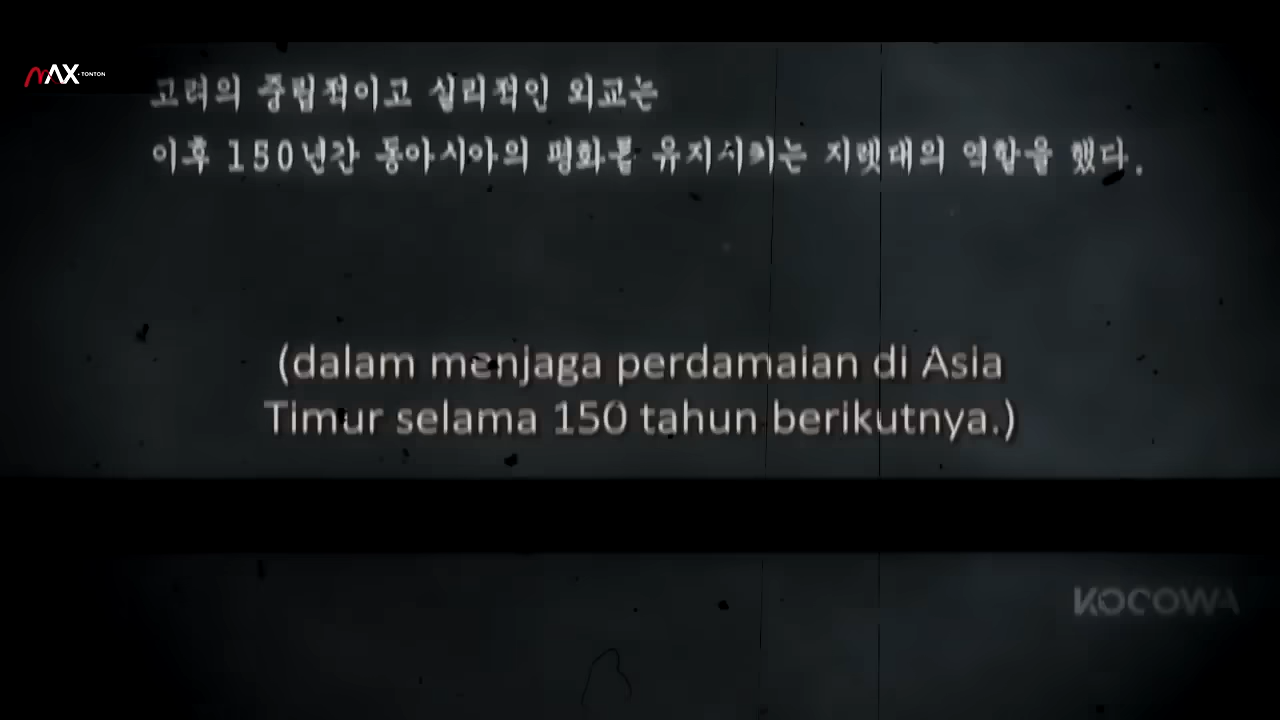 MAX
TONTON
고려의 중립적이고 실리적인 외교는
이후 150년간 동아시아의 평화를 유지시키는 지렛대의 역할을 했다.
(dalam menjaga perdamaian di Asia
Timur selama 150 tahun berikutnya.)
KOCOWA